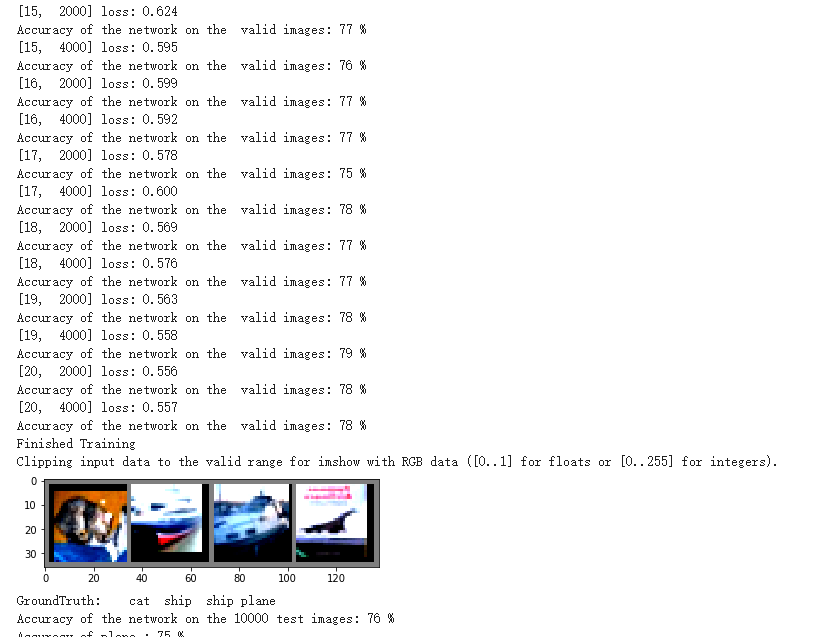 [15,  2000] loss: 0.624
Accuracy of the network on the  valid images: 77 %
[15,  4000] loss: 0.595
Accuracy of the network on the  valid images: 76 %
[16,  2000] loss: 0.599
Accuracy of the network on the  valid images: 77 %
[16,  4000] loss: 0.592
Accuracy of the network on the  valid images: 77 %
[17,  2000] loss: 0.578
Accuracy of the network on the  valid images: 75 %
[17,  4000] loss: 0.600
Accuracy of the network on the  valid images: 78 %
[18,  2000] loss: 0.569
Accuracy of the network on the  valid images: 77 %
[18,  4000] loss: 0.576
Accuracy of the network on the  valid images: 77 %
[19,  2000] loss: 0.563
Accuracy of the network on the  valid images: 78 %
[19,  4000] loss: 0.558
Accuracy of the network on the  valid images: 79 %
[20,  2000] loss: 0.556
Accuracy of the network on the  valid images: 78 %
[20,  4000] loss: 0.557
Accuracy of the network on the  valid images: 78 %
Finished Training
Clipping input data to the valid range for imshow with RGB data ([0..1] for floats or [0..255] for integers).
0
10
20
30
0 20 40 60 80 100 120
GroundTruth:    cat  ship  ship plane
Accuracy of the network on the 10000 test images: 76 %
Accuracy of plane : 75 %